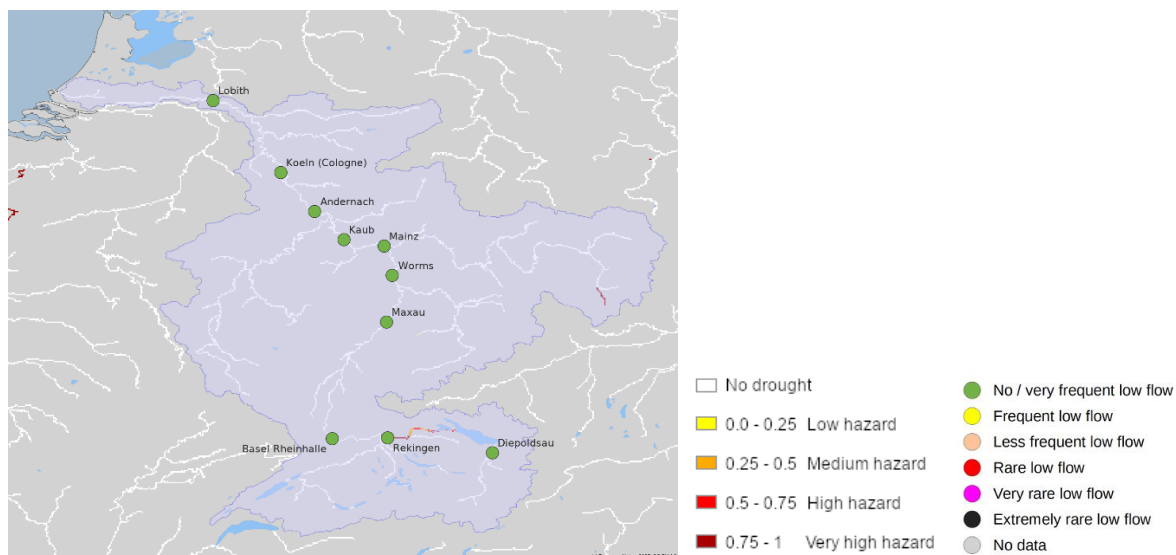 Lobith
Koeln (Cologne)
Andernach
Kaub
Mainz
Worms
Maxau
Basel Rheinhalle
Rekingen
Diepoldsau
No drought
0.0 - 0.25 Low hazard
0.25 - 0.5 Medium hazard
0.5 - 0.75 High hazard
0.75 - 1 Very high hazard
No / very frequent low flow
Frequent low flow
Less frequent low flow
Rare low flow
Very rare low flow
Extremely rare low flow
No data